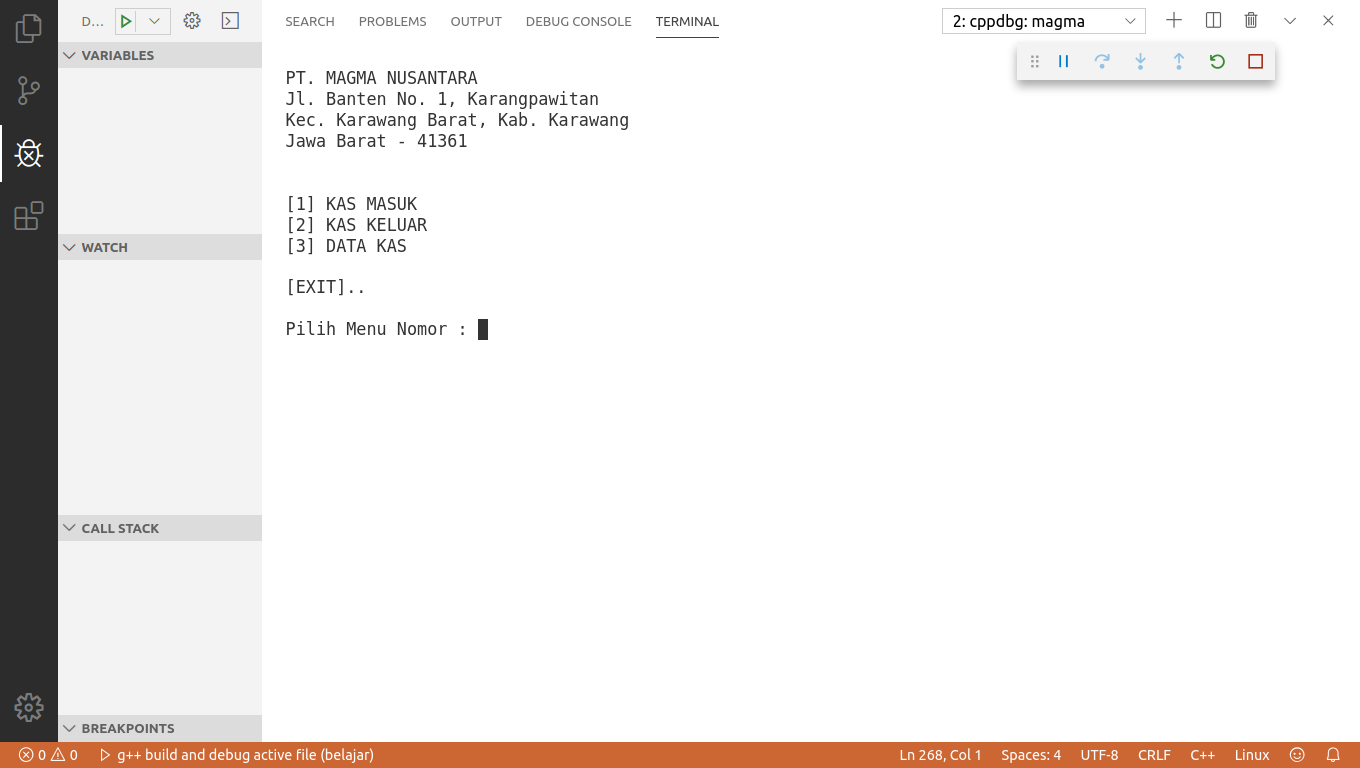 D...
SEARCH PROBLEMS OUTPUT DEBUG CONSOLE TERMINAL
2: cppdbg: magma
VARIABLES
WATCH
CALL STACK
BREAKPOINTS
PT. MAGMA NUSANTARA
Jl. Banten No. 1, Karangpawitan
Kec. Karawang Barat, Kab. Karawang
Jawa Barat - 41361
[1] KAS MASUK
[2] KAS KELUAR
[3] DATA KAS
[EXIT]..
Pilih Menu Nomor :
0 0 g++ build and debug active file (belajar) Ln 268, Col 1 Spaces: 4 UTF-8 CRLF C++ Linux